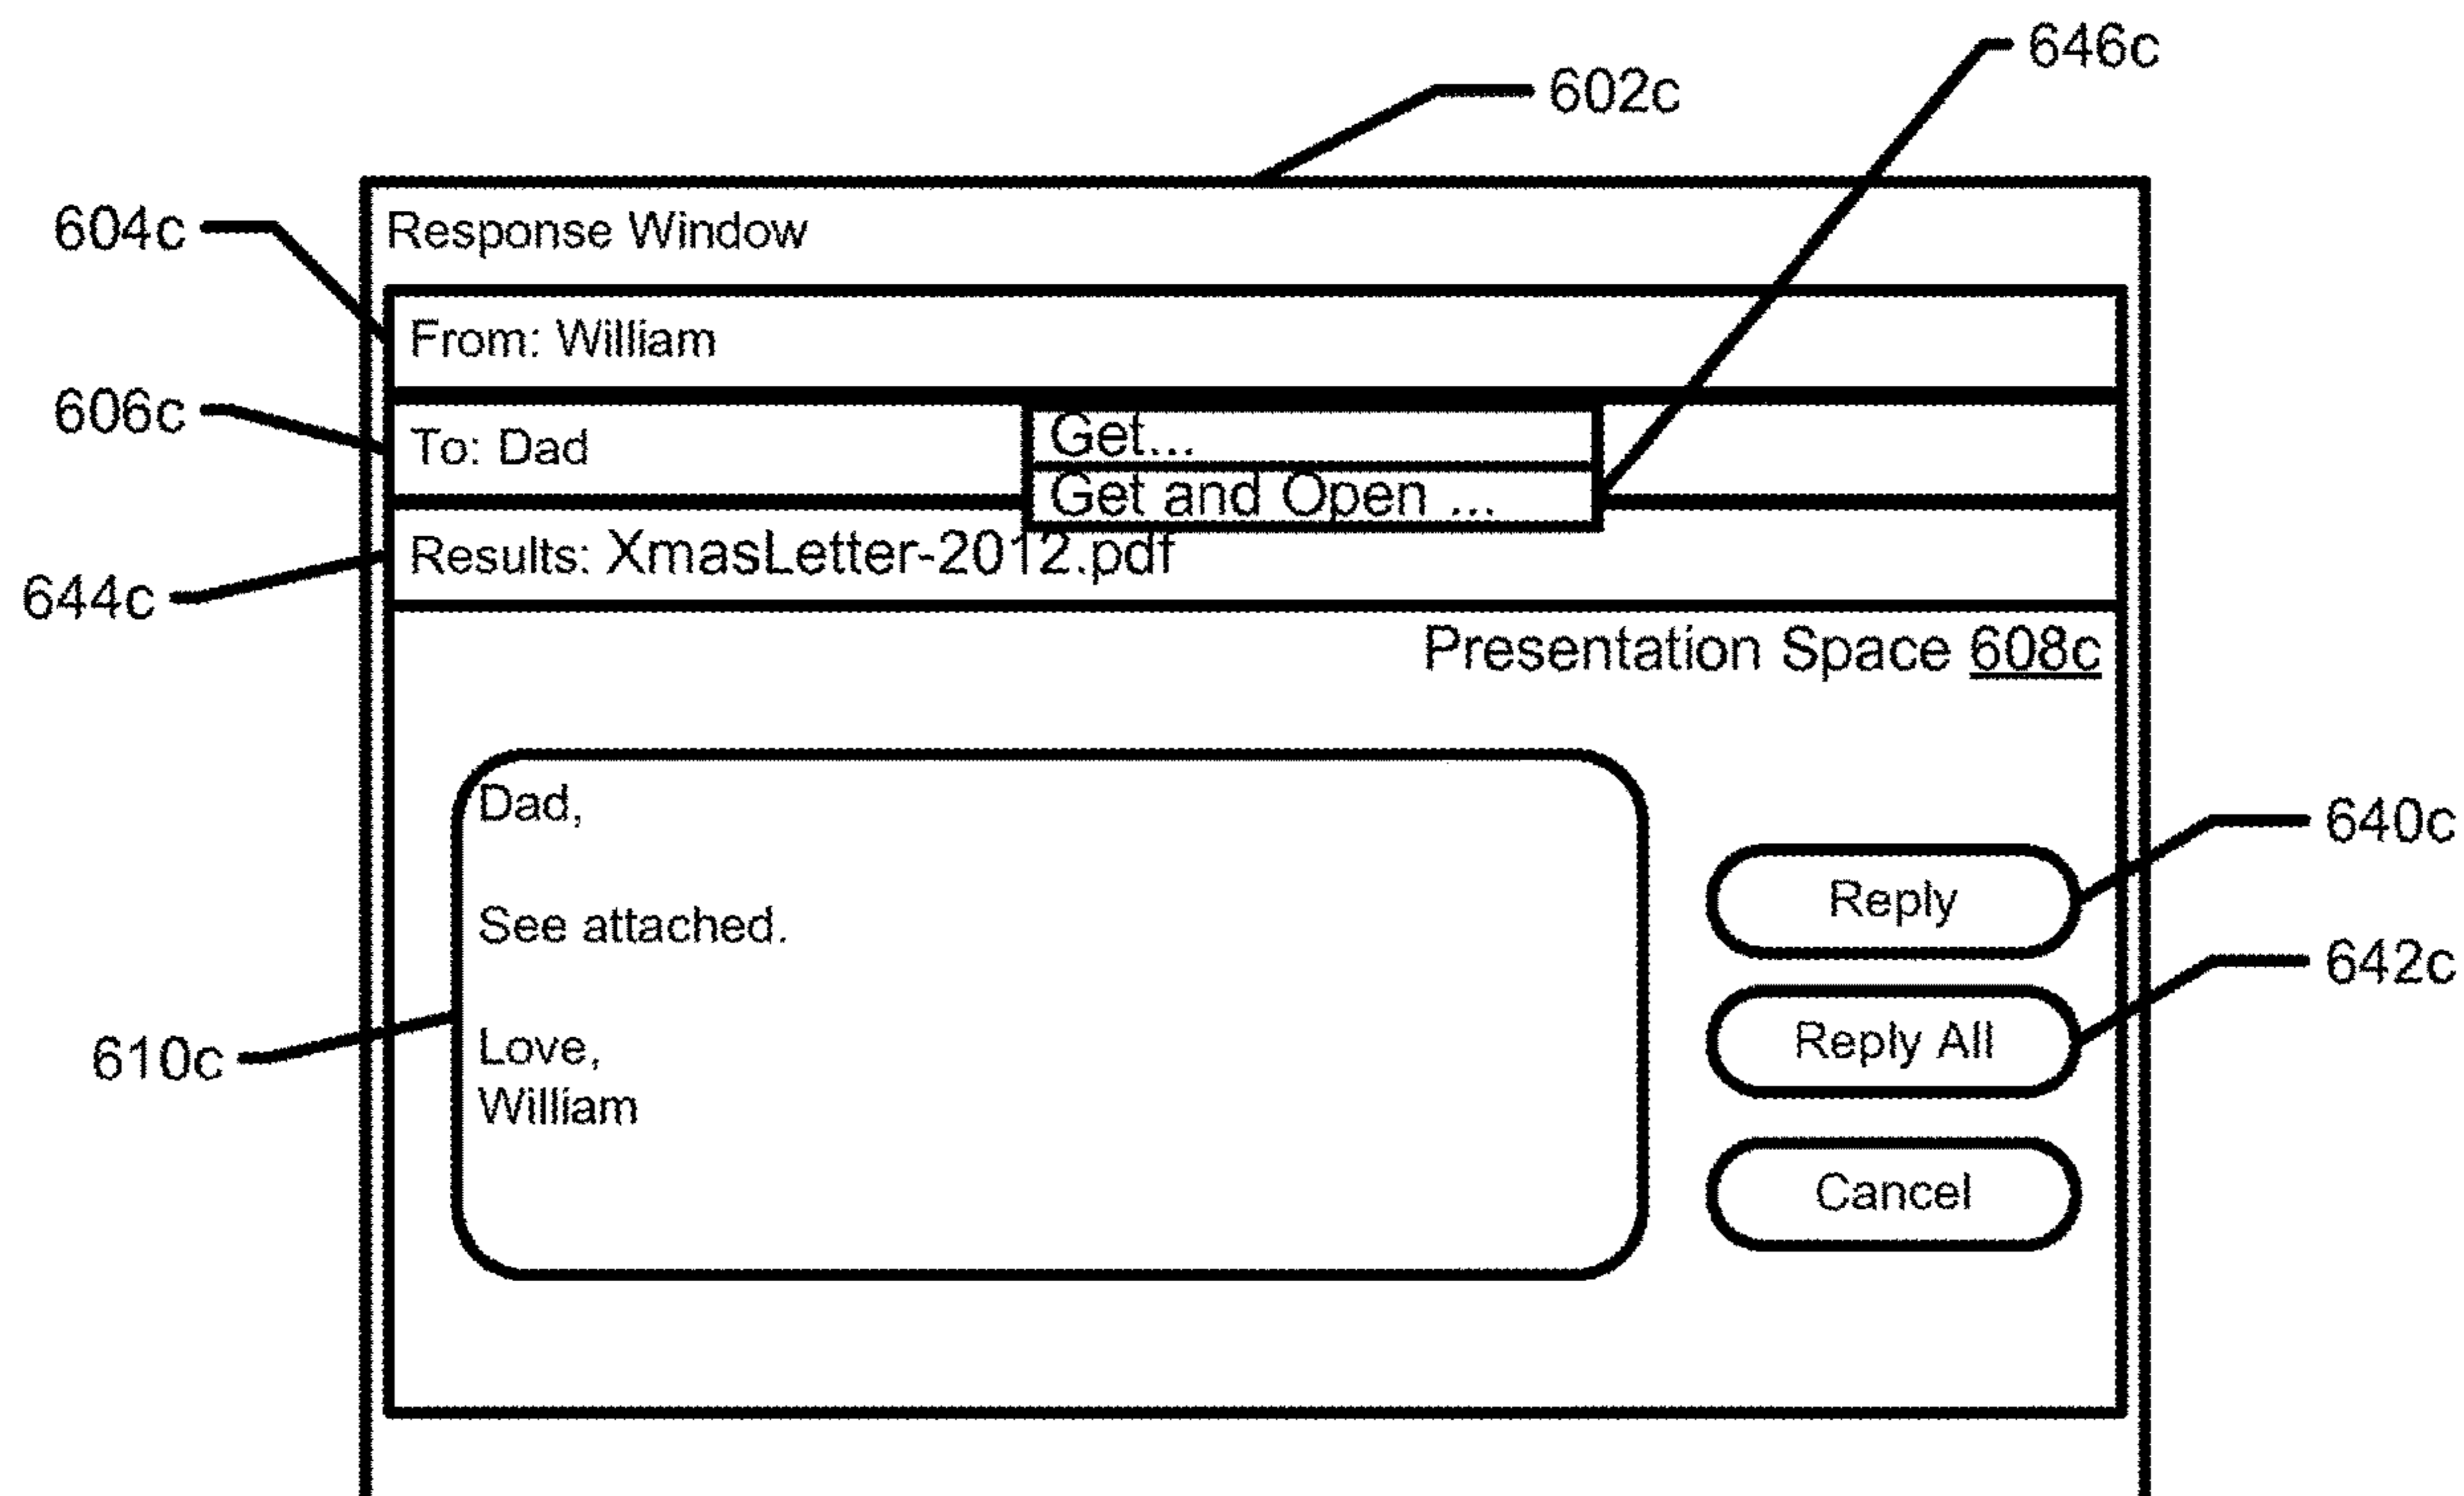 646c
602c
604c
Response Window
From: William
606c
To: Dad
Get...
Get and Open ...
644c
Results: XmasLetter-2012.pdf
Presentation Space 608c
Dad,
See attached.
Love,
William
610c
640c
Reply
642c
Reply All
Cancel